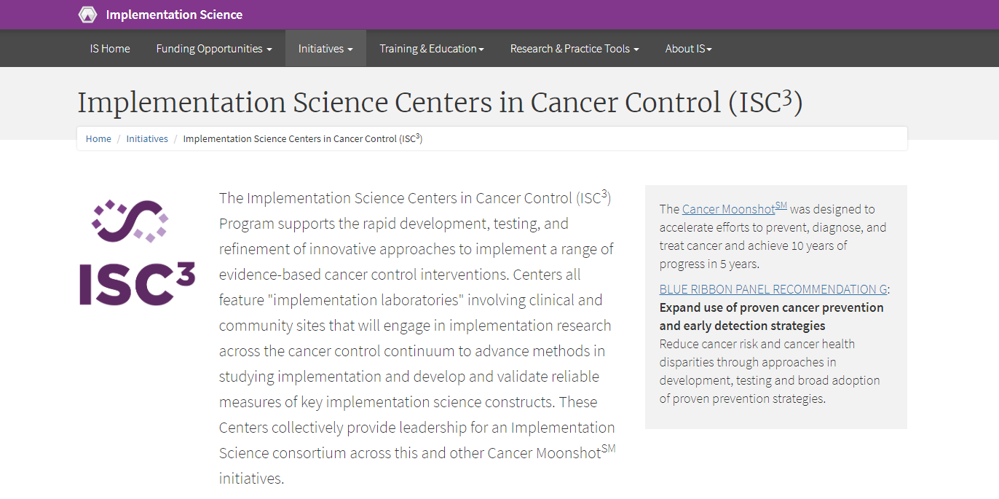 Implementation Science
IS Home Funding Opportunities Initiatives Training & Education Research & Practice Tools About IS
Implementation Science Centers in Cancer Control (ISC³)
Home / Initiatives / Implementation Science Centers in Cancer Control (ISC³)
ISC³
The Implementation Science Centers in Cancer Control (ISC³)
Program supports the rapid development, testing, and
refinement of innovative approaches to implement a range of
evidence-based cancer control interventions. Centers all
feature "implementation laboratories" involving clinical and
community sites that will engage in implementation research
across the cancer control continuum to advance methods in
studying implementation and develop and validate reliable
measures of key implementation science constructs. These
Centers collectively provide leadership for an Implementation
Science consortium across this and other Cancer Moonshot℠
initiatives.
The Cancer Moonshot℠ was designed to
accelerate efforts to prevent, diagnose, and
treat cancer and achieve 10 years of
progress in 5 years.
BLUE RIBBON PANEL RECOMMENDATION G:
Expand use of proven cancer prevention
and early detection strategies
Reduce cancer risk and cancer health
disparities through approaches in
development, testing and broad adoption
of proven prevention strategies.